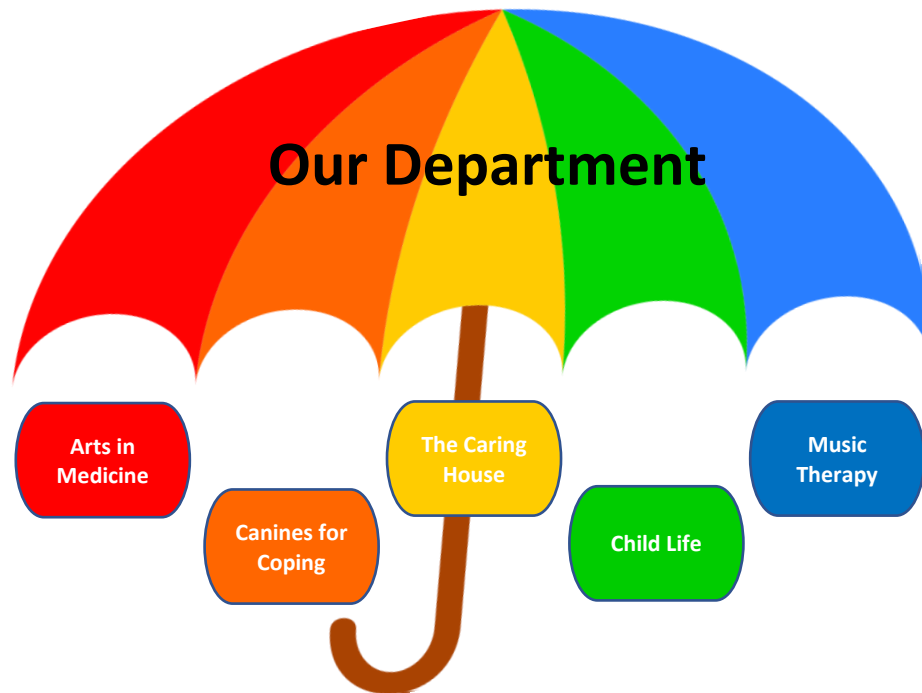 Our Department
Arts in
Medicine
Canines for
Coping
The Caring
House
Child Life
Music
Therapy